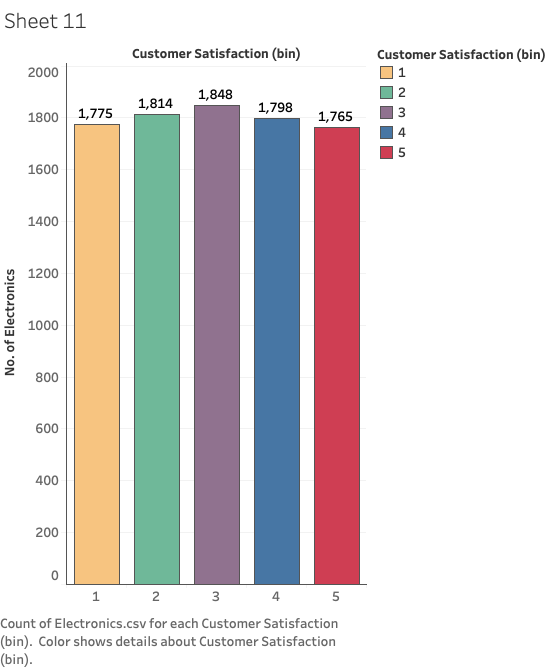 Sheet 11
Customer Satisfaction (bin)
Customer Satisfaction (bin)
1
2
3
4
5
2000
1800
1600
1400
1200
1000
800
600
400
200
0
No. of Electronics
1,775
1,814
1,848
1,798
1,765
1 2 3 4 5
Count of Electronics.csv for each Customer Satisfaction
(bin). Color shows details about Customer Satisfaction
(bin).